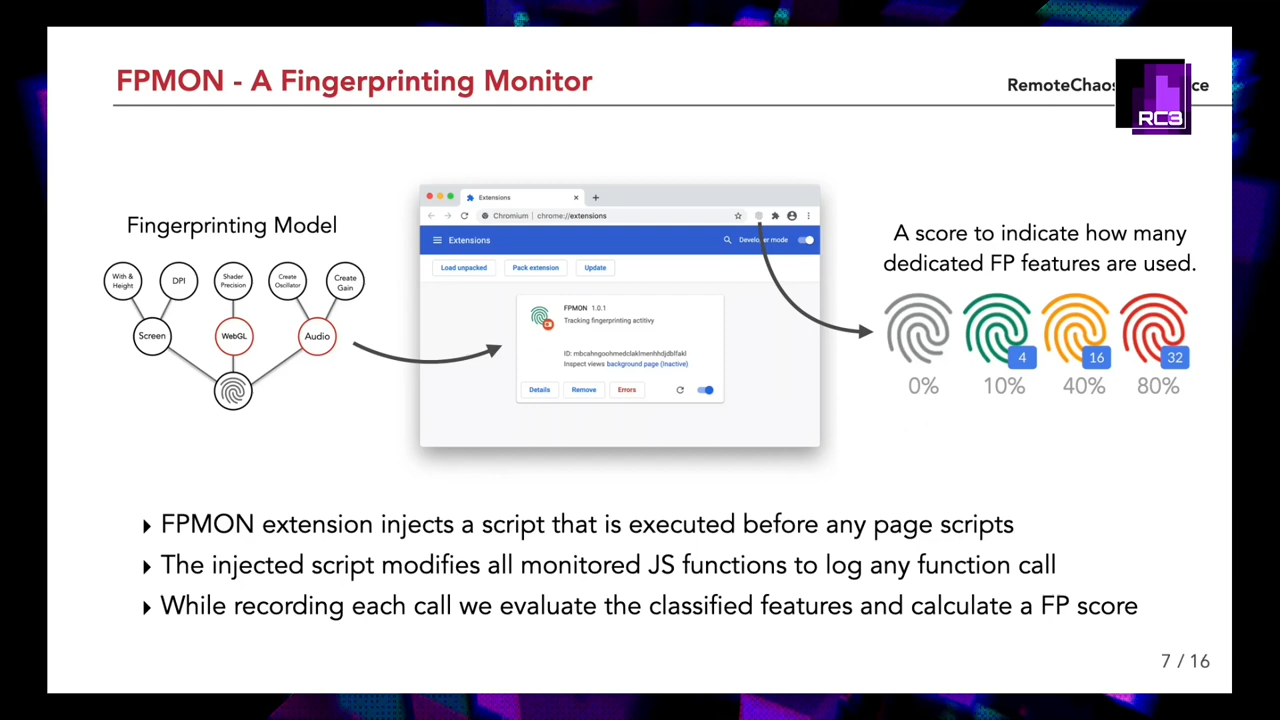 FPMON - A Fingerprinting Monitor
RemoteChaos
ce
RC3
Fingerprinting Model
With &
Height
DPI
Shader
Precision
Create
Oscillator
Create
Gain
Screen
WebGL
Audio
Extensions
Chromium | chrome://extensions
Extensions
Developer mode
Load unpacked
Pack extension
Update
FPMON 1.0.1
Tracking fingerprinting actitivy
ID: mbcahngoohmedclaklmenhhdjdblfakl
Inspect views background page (Inactive)
Details
Remove
Errors
A score to indicate how many
dedicated FP features are used.
4
16
32
0%
10%
40%
80%
FPMON extension injects a script that is executed before any page scripts
The injected script modifies all monitored JS functions to log any function call
While recording each call we evaluate the classified features and calculate a FP score
7 / 16